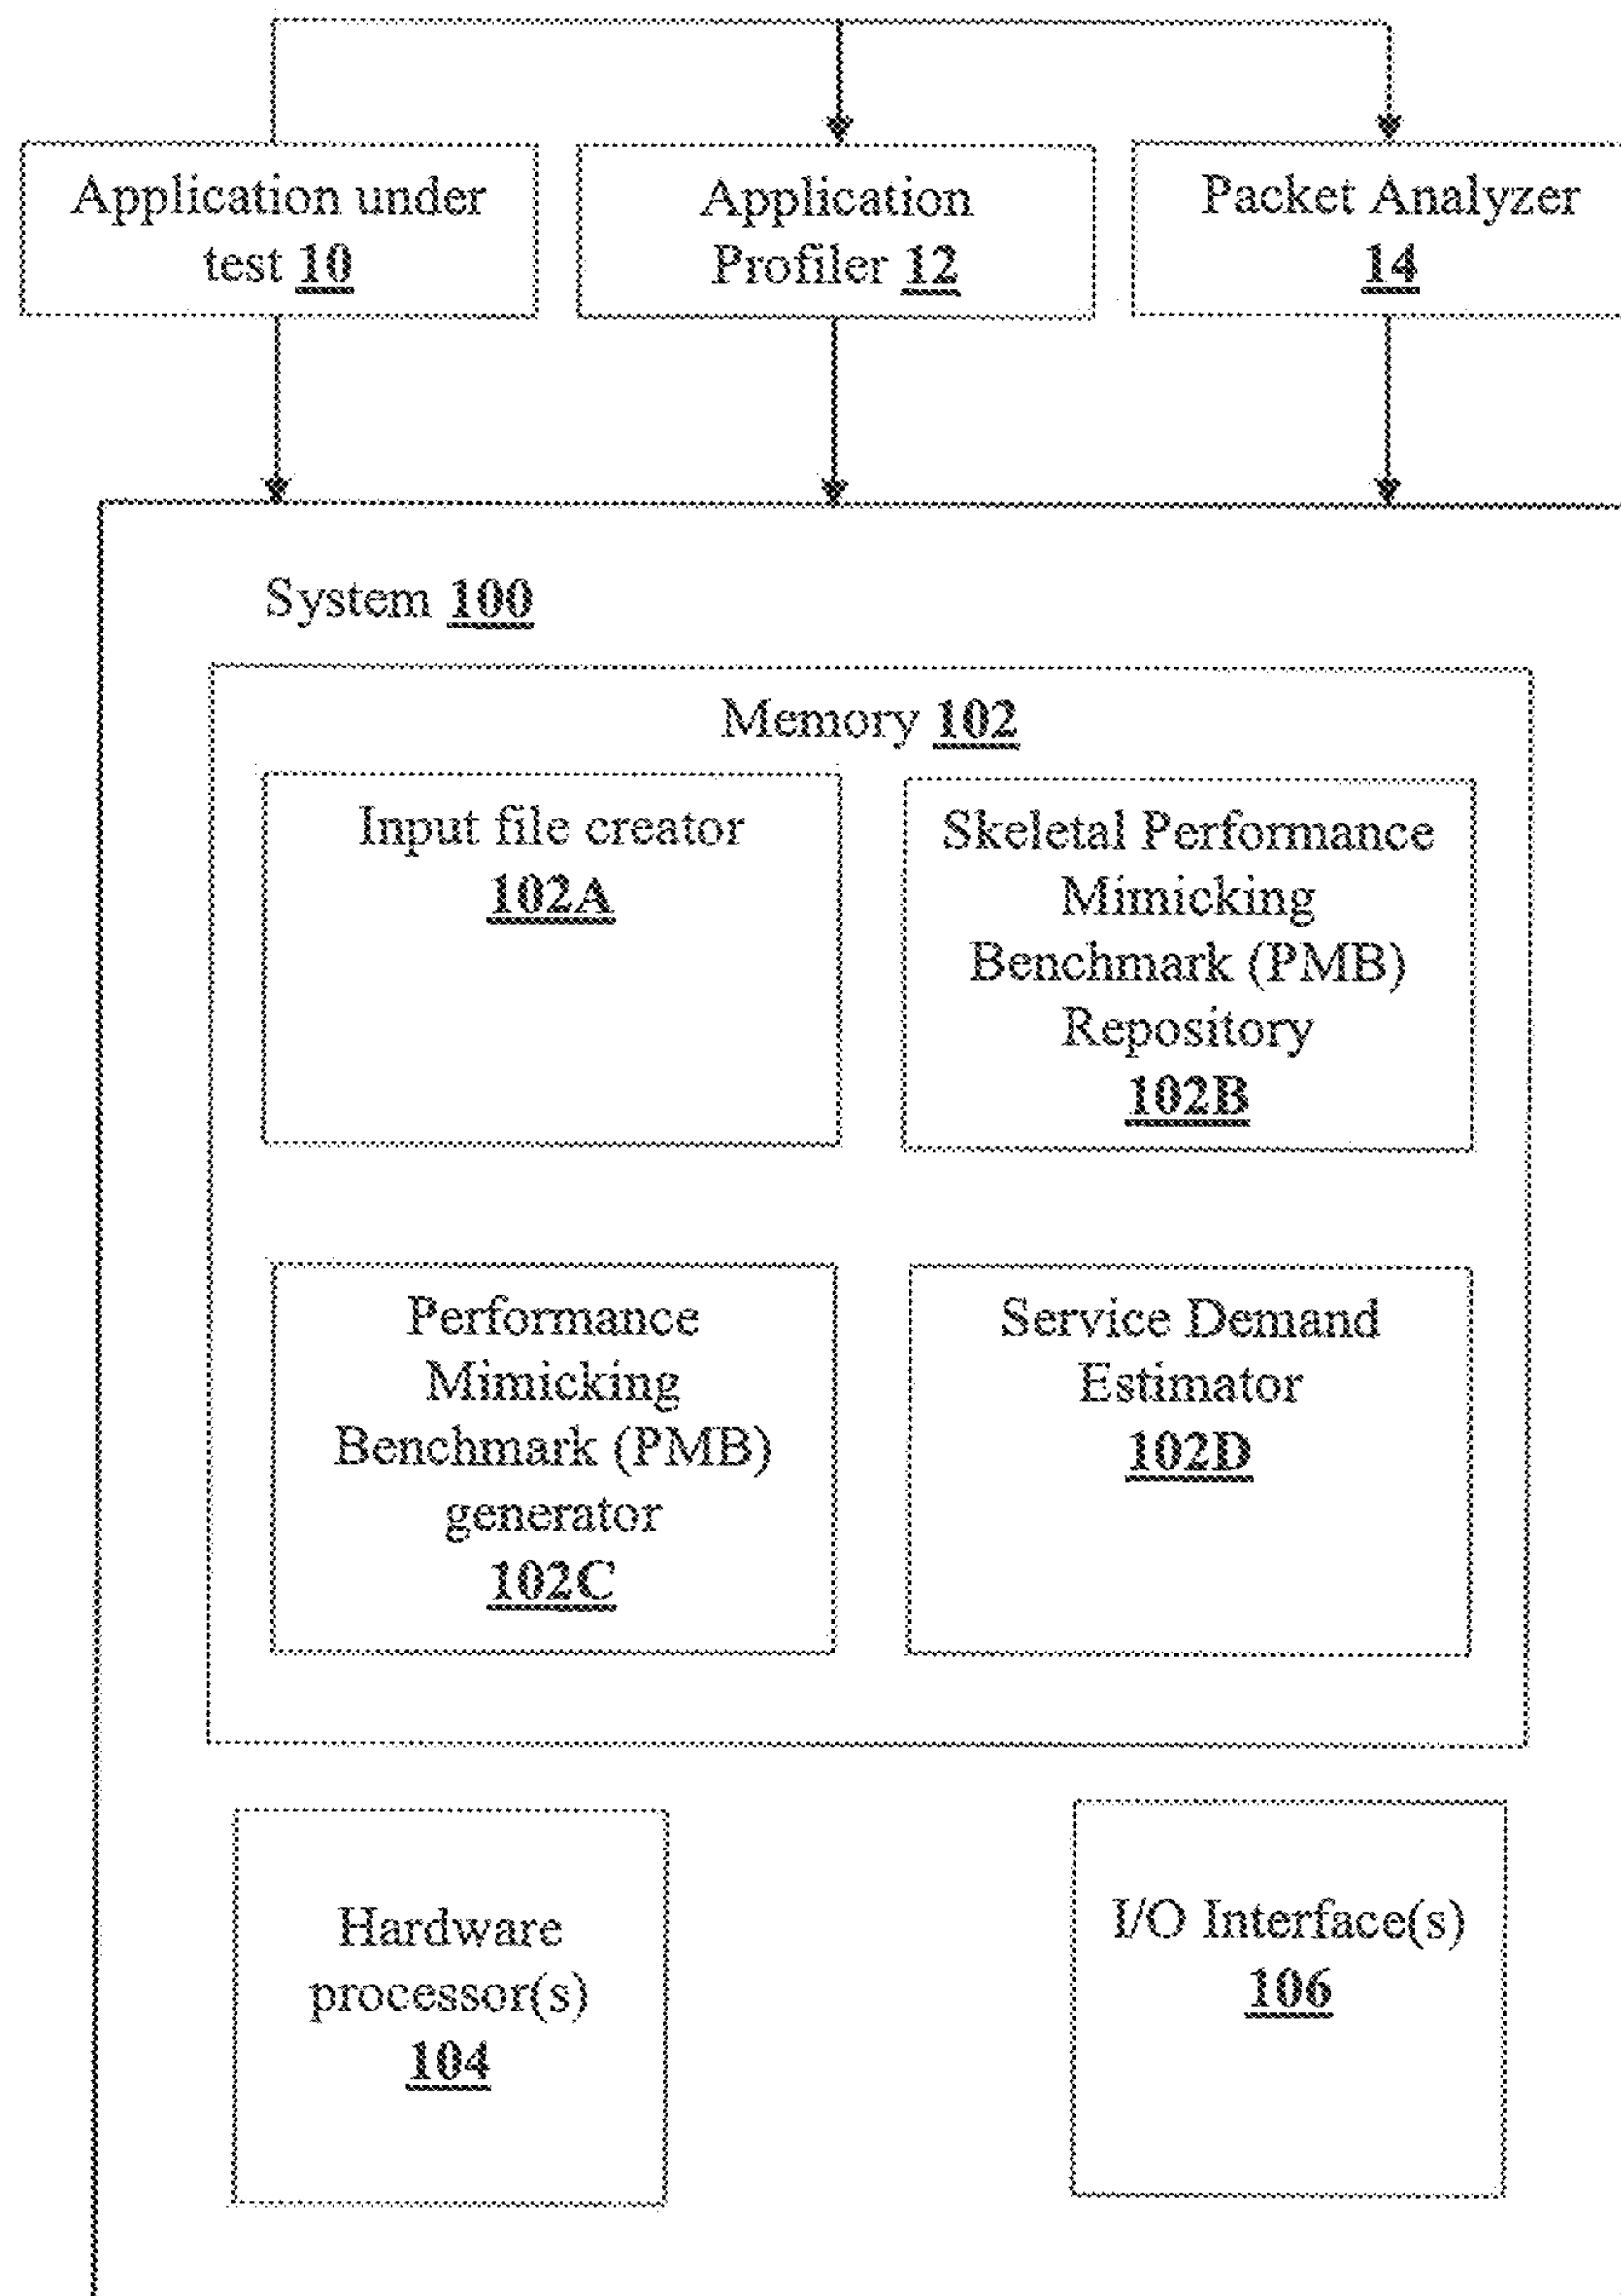 Application under
test 10
Application
Profiler 12
Packet Analyzer
14
System 100
Memory 102
Input file creator
102A
Skeletal Performance
Mimicking
Benchmark (PMB)
Repository
102B
Performance
Mimicking
Benchmark (PMB)
generator
102C
Service Demand
Estimator
102D
Hardware
processor(s)
104
I/O Interface(s)
106